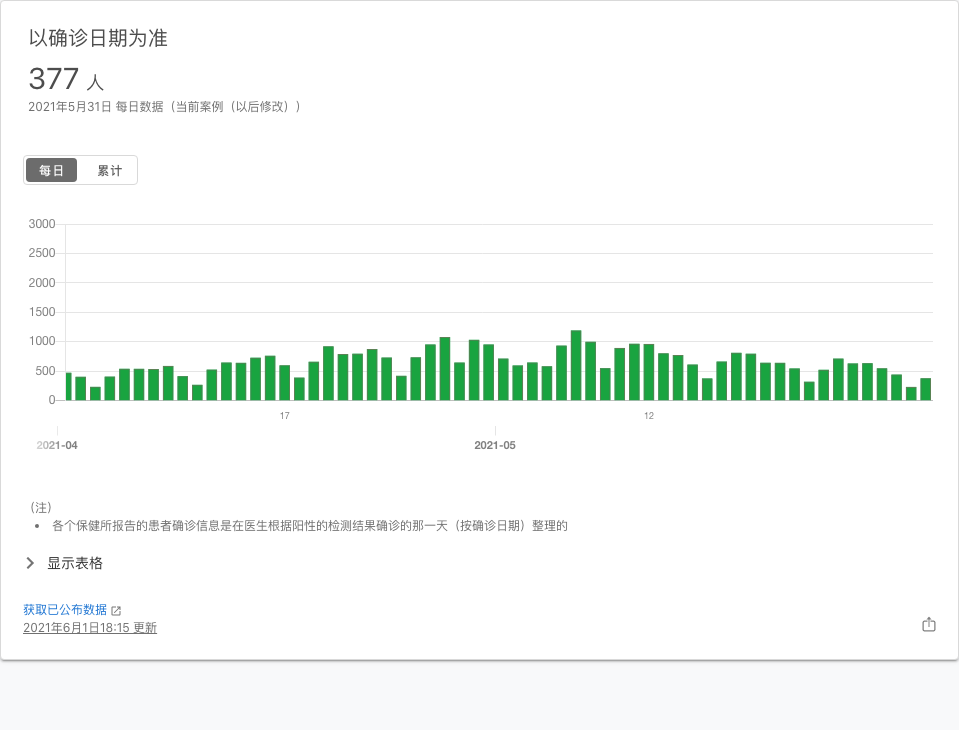 以确诊日期为准
377 人
2021年5月31日 每日数据（当前案例（以后修改））
每日 累计
3000
2500
2000
1500
1000
500
0
17 12
2021-04 2021-05
（注）
• 各个保健所报告的患者确诊信息是在医生根据阳性的检测结果确诊的那一天（按确诊日期）整理的
显示表格
获取已公布数据
2021年6月1日18:15 更新